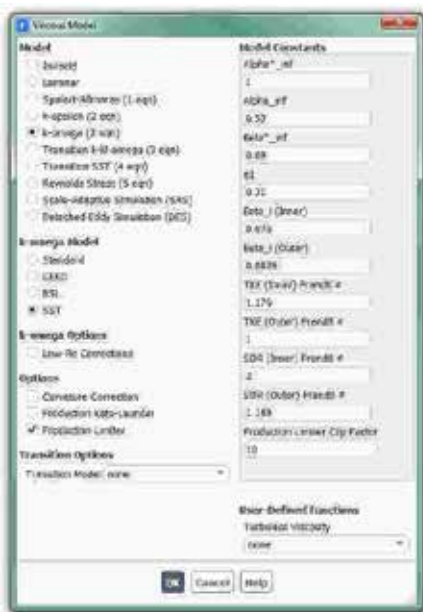 Viscous Model
Model
Inviscid
Laminar
Spalart-Allmaras (1 eqn)
k-epsilon (2 eqn)
k-omega (2 eqn)
Transition k-kl-omega (3 eqn)
Transition SST (4 eqn)
Reynolds Stress (5 eqn)
Scale-Adaptive Simulation (SAS)
Detached Eddy Simulation (DES)
k-omega Model
Standard
GEKO
BSL
SST
k-omega Options
Low-Re Corrections
Options
Curvature Correction
Production Kato-Launder
Production Limiter
Transition Options
Transition Model none
Model Constants
Alpha*_inf
1
Alpha_inf
0.52
Beta*_inf
0.09
a1
0.31
Beta_i (Inner)
0.075
Beta_i (Outer)
0.0828
TKE (Inner) Prandtl #
1.176
TKE (Outer) Prandtl #
1
SDR (Inner) Prandtl #
2
SDR (Outer) Prandtl #
1.168
Production Limiter Clip Factor
10
User-Defined Functions
Turbulent Viscosity
none
OK Cancel Help